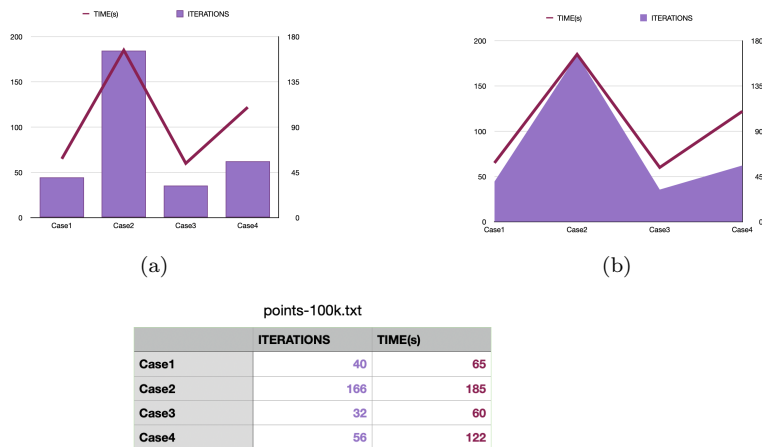 TIME(s) ITERATIONS
200 180
150 135
100 90
50 45
0 0
Case1 Case2 Case3 Case4
(a)
TIME(s) ITERATIONS
200 180
150 135
100 90
50 45
0 0
Case1 Case2 Case3 Case4
(b)
points-100k.txt
ITERATIONS TIME(s)
Case1 40 65
Case2 166 185
Case3 32 60
Case4 56 122